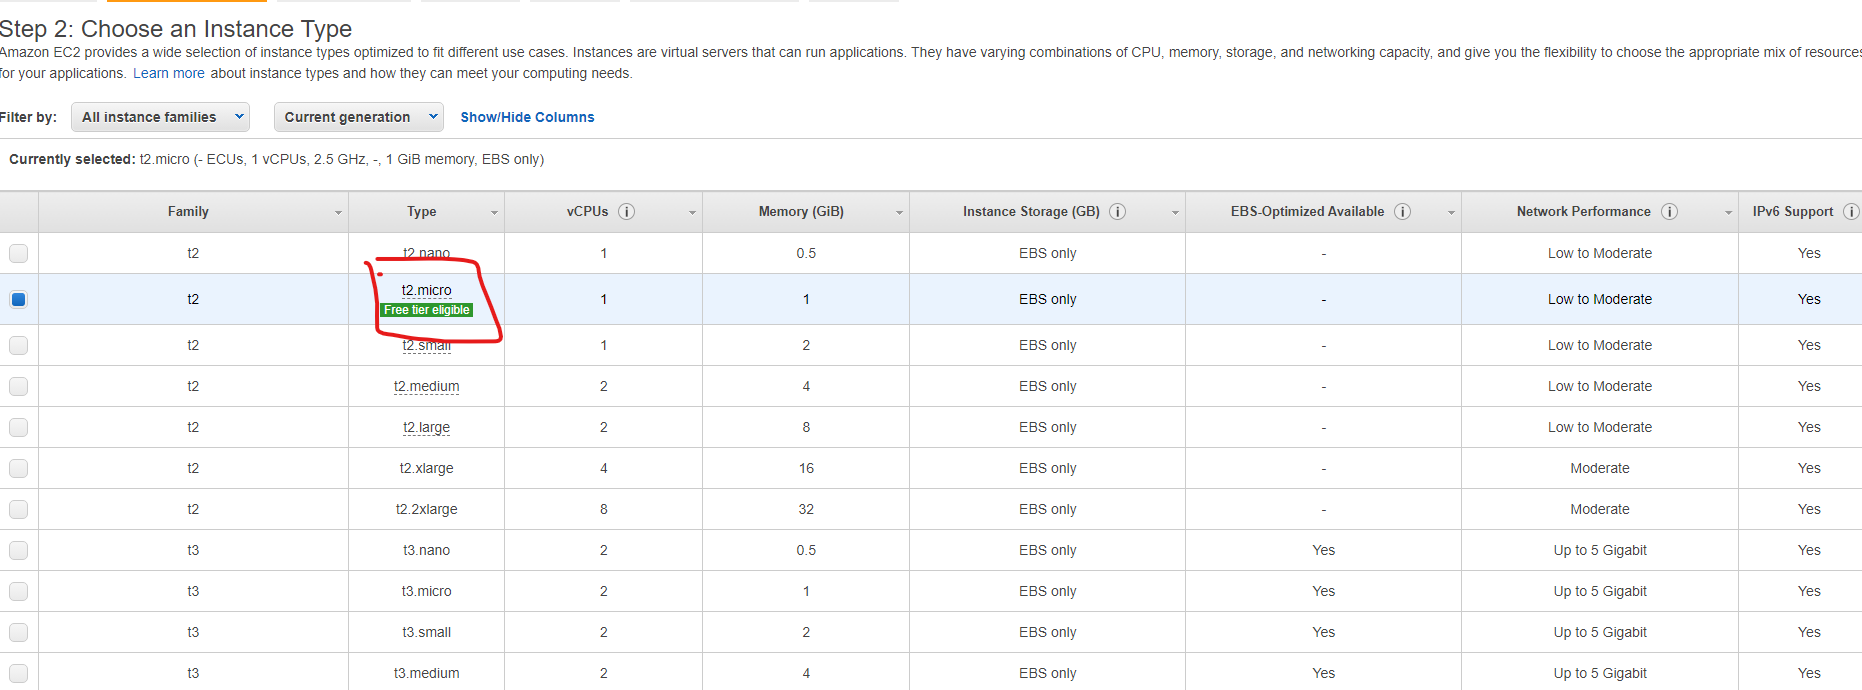 Step 2: Choose an Instance Type
Amazon EC2 provides a wide selection of instance types optimized to fit different use cases. Instances are virtual servers that can run applications. They have varying combinations of CPU, memory, storage, and networking capacity, and give you the flexibility to choose the appropriate mix of resources
for your applications. Learn more about instance types and how they can meet your computing needs.
Filter by: All instance families Current generation Show/Hide Columns
Currently selected: t2.micro (- ECUs, 1 vCPUs, 2.5 GHz, -, 1 GiB memory, EBS only)
Family Type vCPUs Memory (GiB) Instance Storage (GB) EBS-Optimized Available Network Performance IPv6 Support
t2 t2.nano 1 0.5 EBS only - Low to Moderate Yes
t2 t2.micro 1 1 EBS only - Low to Moderate Yes
Free tier eligible
t2 t2.small 1 2 EBS only - Low to Moderate Yes
t2 t2.medium 2 4 EBS only - Low to Moderate Yes
t2 t2.large 2 8 EBS only - Low to Moderate Yes
t2 t2.xlarge 4 16 EBS only - Moderate Yes
t2 t2.2xlarge 8 32 EBS only - Moderate Yes
t3 t3.nano 2 0.5 EBS only Yes Up to 5 Gigabit Yes
t3 t3.micro 2 1 EBS only Yes Up to 5 Gigabit Yes
t3 t3.small 2 2 EBS only Yes Up to 5 Gigabit Yes
t3 t3.medium 2 4 EBS only Yes Up to 5 Gigabit Yes